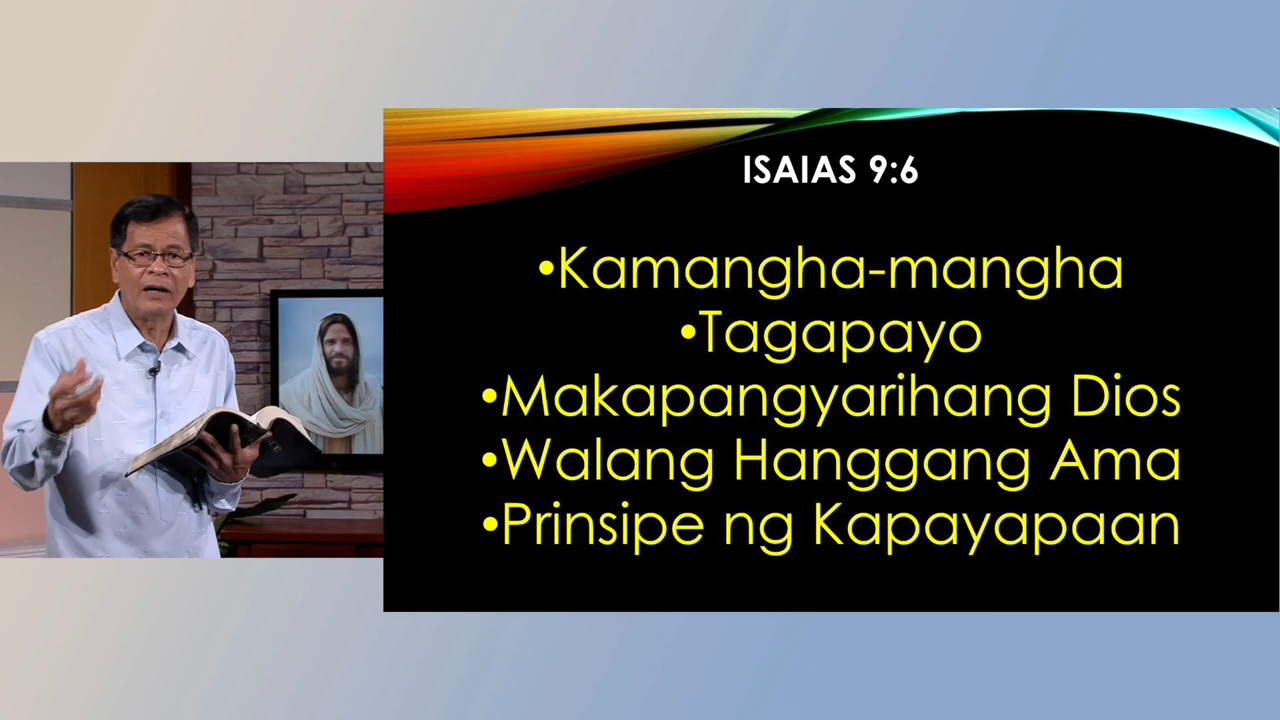 ISAIAS 9:6
•Kamangha-mangha
•Tagapayo
•Makapangyarihang Dios
•Walang Hanggang Ama
•Prinsipe ng Kapayapaan